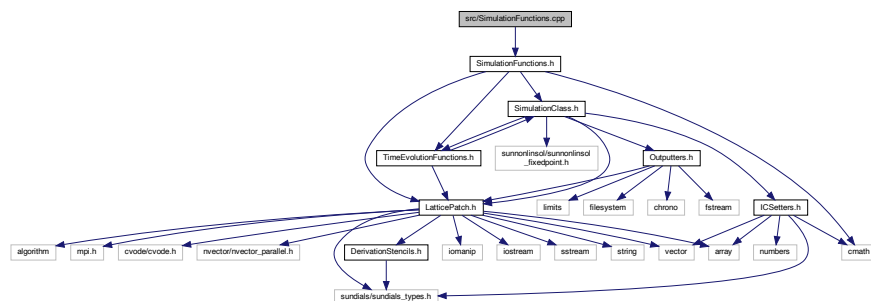 src/SimulationFunctions.cpp
SimulationFunctions.h
SimulationClass.h
TimeEvolutionFunctions.h
sunnonlinsol/sunnonlinsol
_fixedpoint.h
Outputters.h
LatticePatch.h
limits
filesystem
chrono
fstream
ICSetters.h
algorithm
mpi.h
cvode/cvode.h
nvector/nvector_parallel.h
DerivationStencils.h
iomanip
iostream
sstream
string
vector
array
numbers
cmath
sundials/sundials_types.h